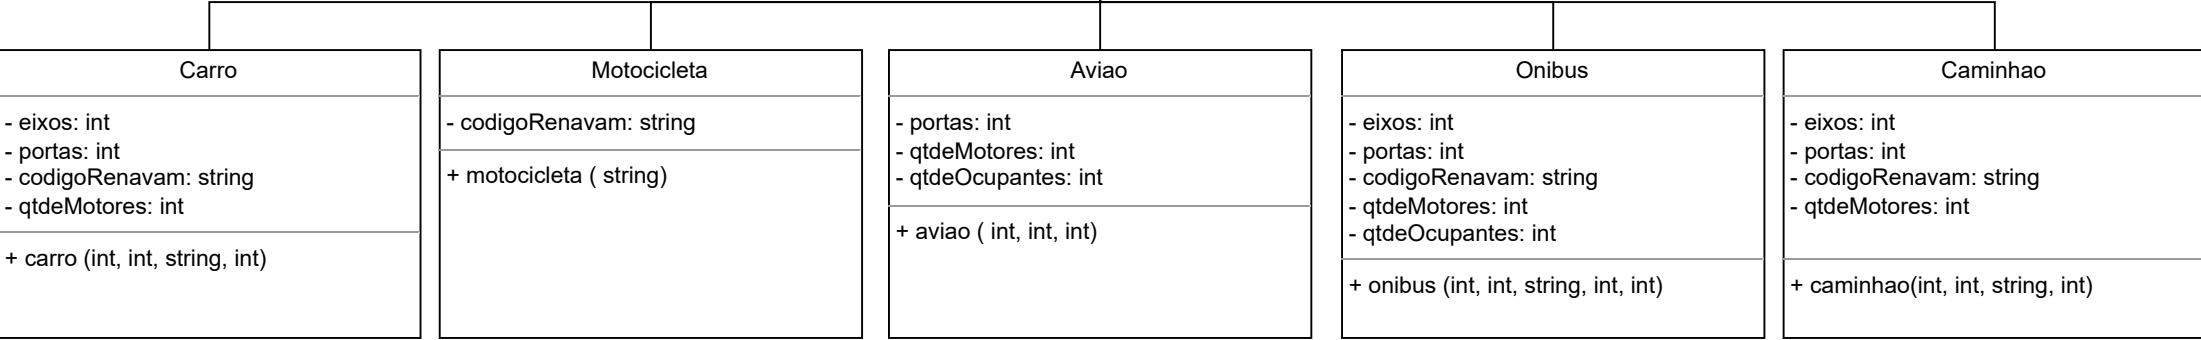 Carro
- eixos: int
- portas: int
- codigoRenavam: string
- qtdeMotores: int
+ carro (int, int, string, int)
Motocicleta
- codigoRenavam: string
+ motocicleta ( string)
Aviao
- portas: int
- qtdeMotores: int
- qtdeOcupantes: int
+ aviao ( int, int, int)
Onibus
- eixos: int
- portas: int
- codigoRenavam: string
- qtdeMotores: int
- qtdeOcupantes: int
+ onibus (int, int, string, int, int)
Caminhao
- eixos: int
- portas: int
- codigoRenavam: string
- qtdeMotores: int
+ caminhao(int, int, string, int)